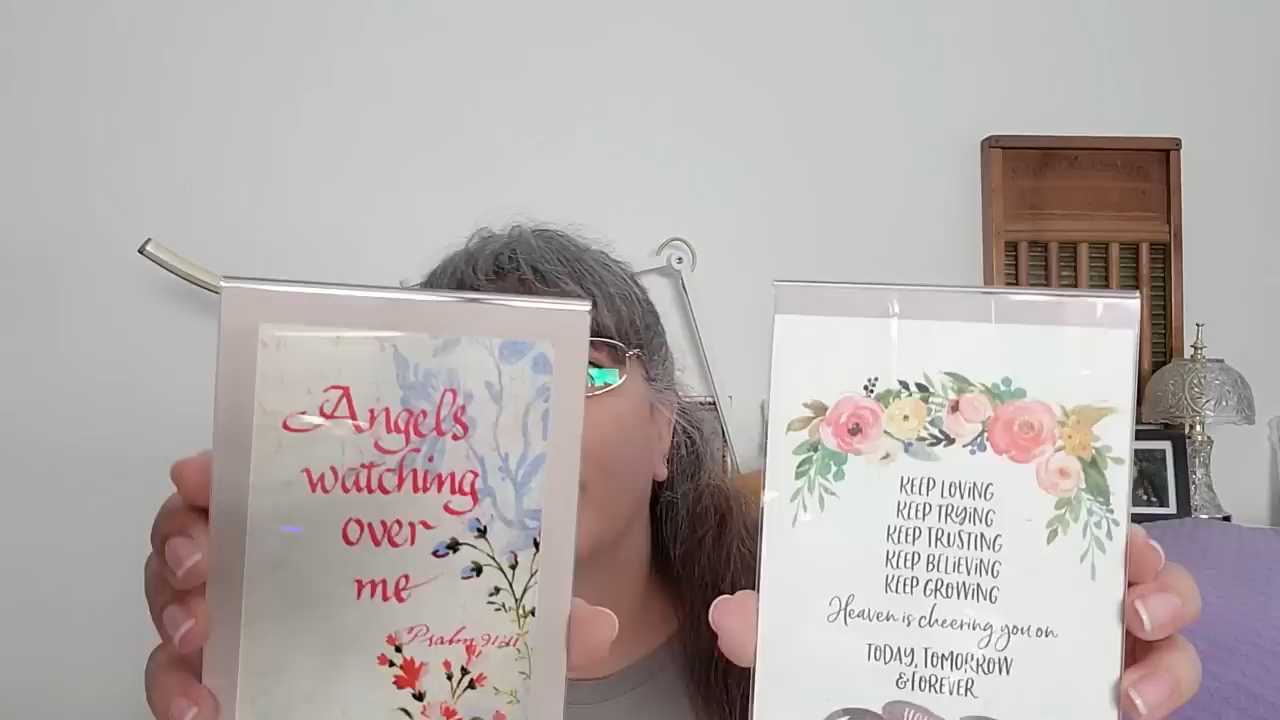 Angels
watching
over
me
Psalm 91:11
KEEP LOVING
KEEP TRYING
KEEP TRUSTING
KEEP BELIEVING
KEEP GROWING
Heaven is cheering you on
TODAY, TOMORROW
& FOREVER